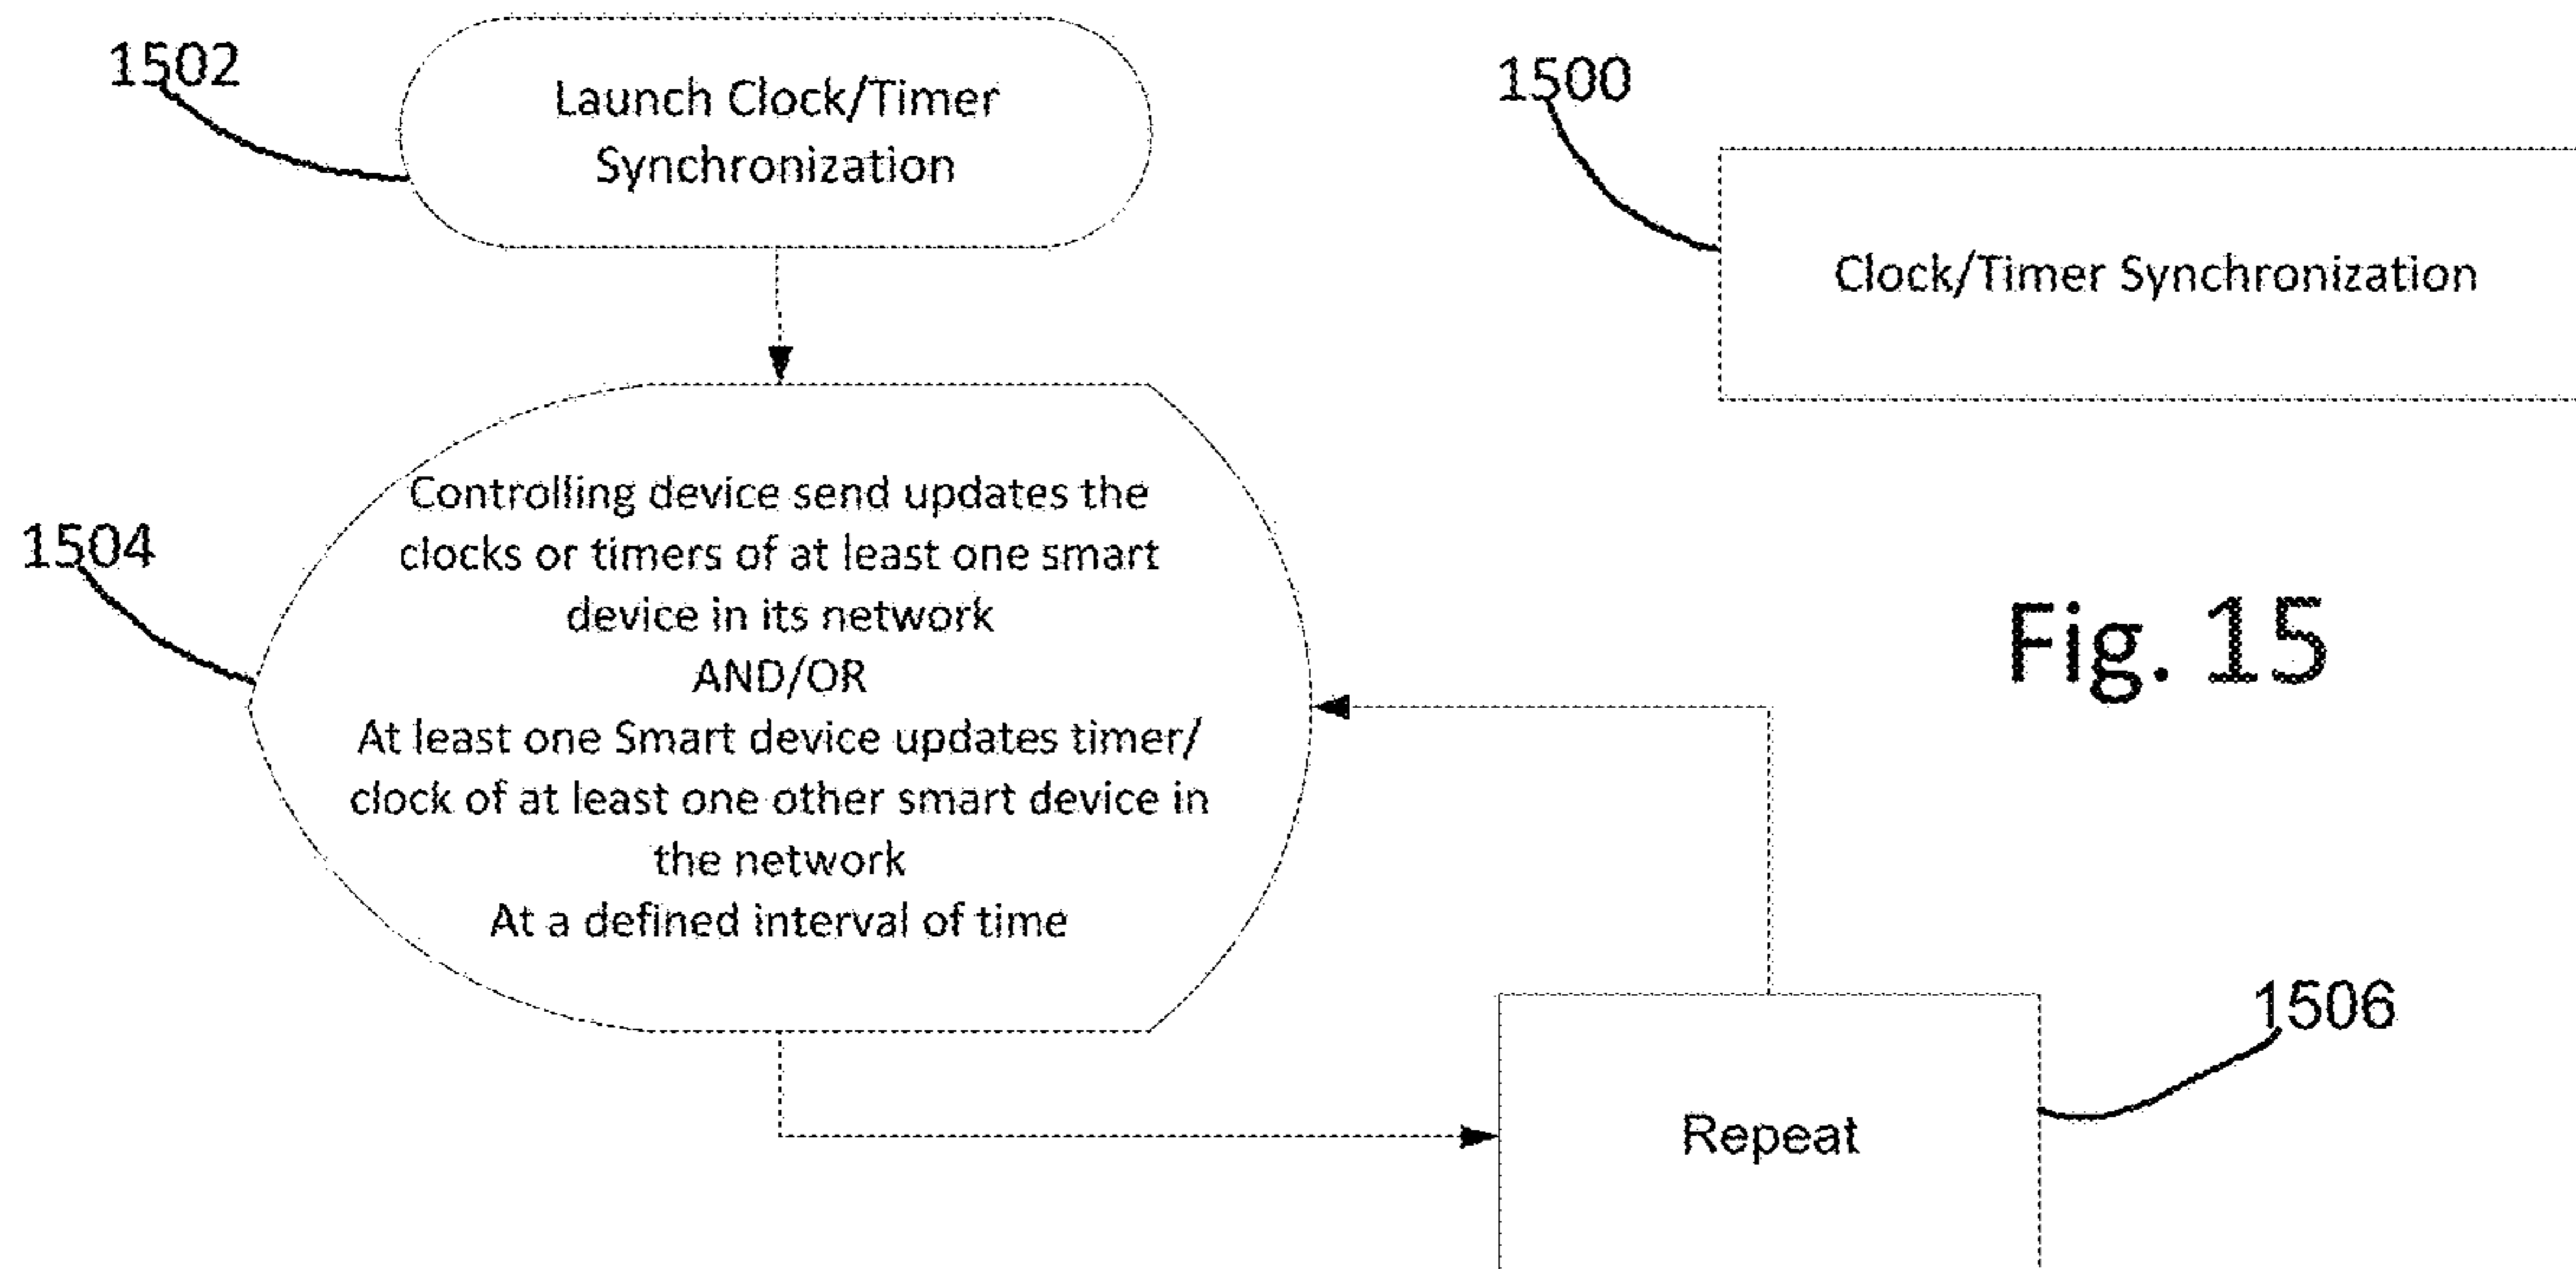 1502
Launch Clock/Timer
Synchronization
1500
Clock/Timer Synchronization
1504
Controlling device send updates the
clocks or timers of at least one smart
device in its network
AND/OR
At least one Smart device updates timer/
clock of at least one other smart device in
the network
At a defined interval of time
Fig. 15
1506
Repeat